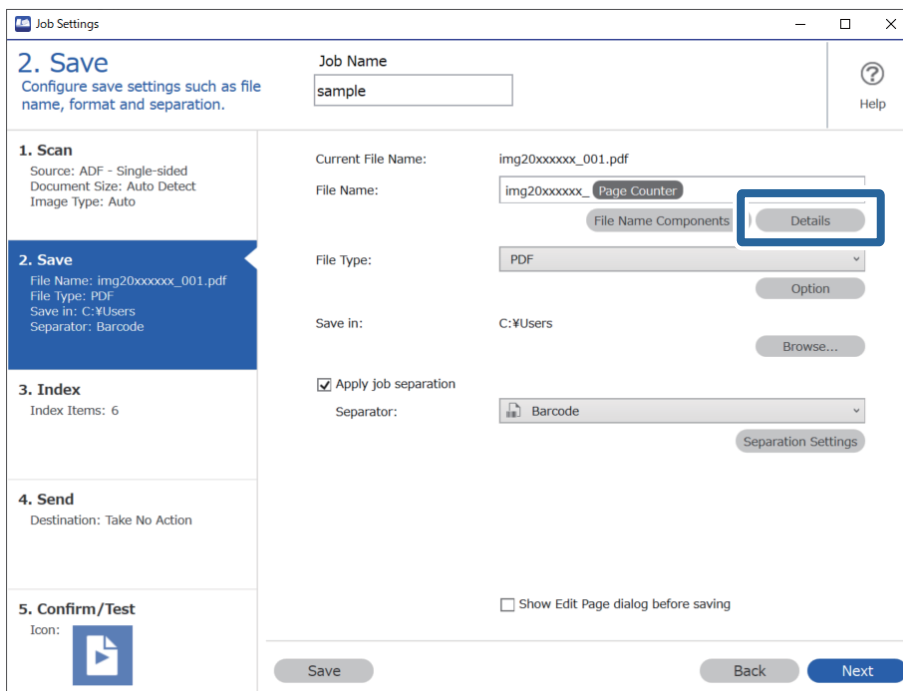 Job Settings
2. Save
Configure save settings such as file
name, format and separation.
Job Name
sample
Help
1. Scan
Source: ADF - Single-sided
Document Size: Auto Detect
Image Type: Auto
2. Save
File Name: img20xxxxxx_001.pdf
File Type: PDF
Save in: C:¥Users
Separator: Barcode
3. Index
Index Items: 6
4. Send
Destination: Take No Action
5. Confirm/Test
Icon:
Current File Name: img20xxxxxx_001.pdf
File Name: img20xxxxxx_ Page Counter
File Name Components Details
File Type: PDF
Option
Save in: C:¥Users
Browse...
Apply job separation
Separator: Barcode
Separation Settings
Show Edit Page dialog before saving
Save Back Next